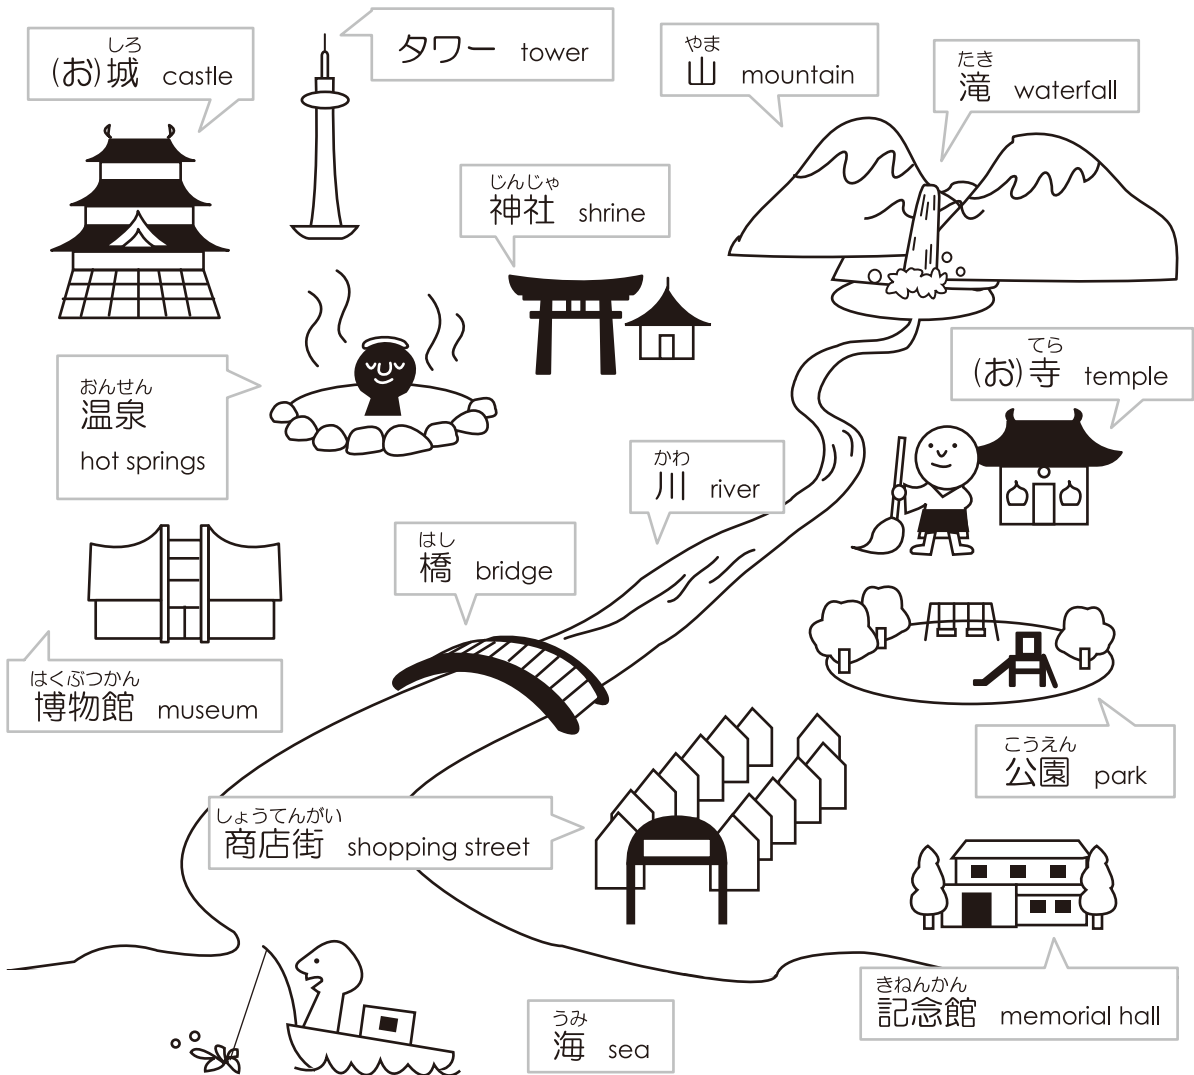 しろ
(お)城 castle
タワー tower
やま
山 mountain
たき
滝 waterfall
じんじゃ
神社 shrine
おんせん
温泉
hot springs
てら
(お)寺 temple
かわ
川 river
はし
橋 bridge
はくぶつかん
博物館 museum
こうえん
公園 park
しょうてんがい
商店街 shopping street
きねんかん
記念館 memorial hall
うみ
海 sea